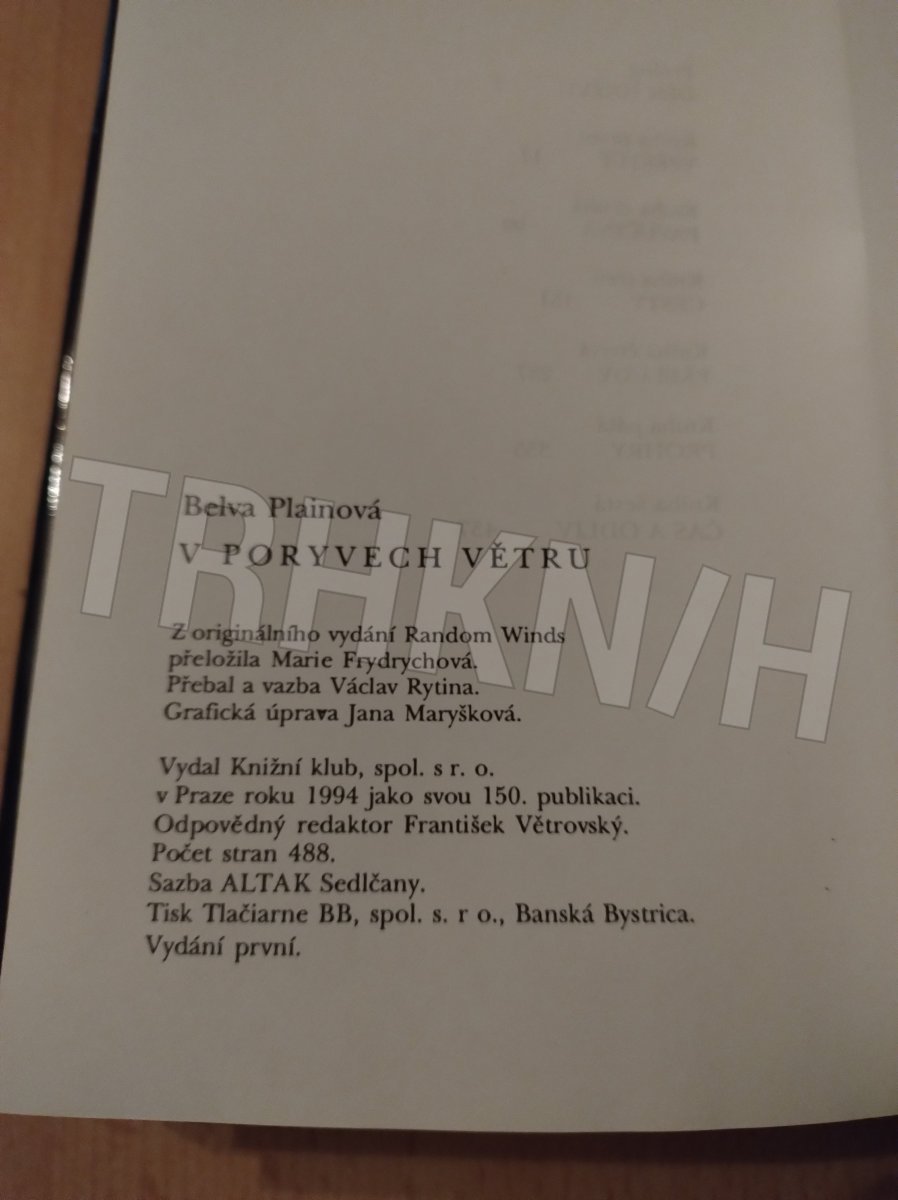 Belva Plainová
V PORYVECH VĚTRU
Z originálního vydání Random Winds
přeložila Marie Frydrychová.
Přebal a vazba Václav Rytina.
Grafická úprava Jana Maryšková.
Vydal Knižní klub, spol. s r. o.
v Praze roku 1994 jako svou 150. publikaci.
Odpovědný redaktor František Větrovský.
Počet stran 488.
Sazba ALTAK Sedlčany.
Tisk Tlačiarne BB, spol. s. r o., Banská Bystrica.
Vydání první.
TRHKN/H